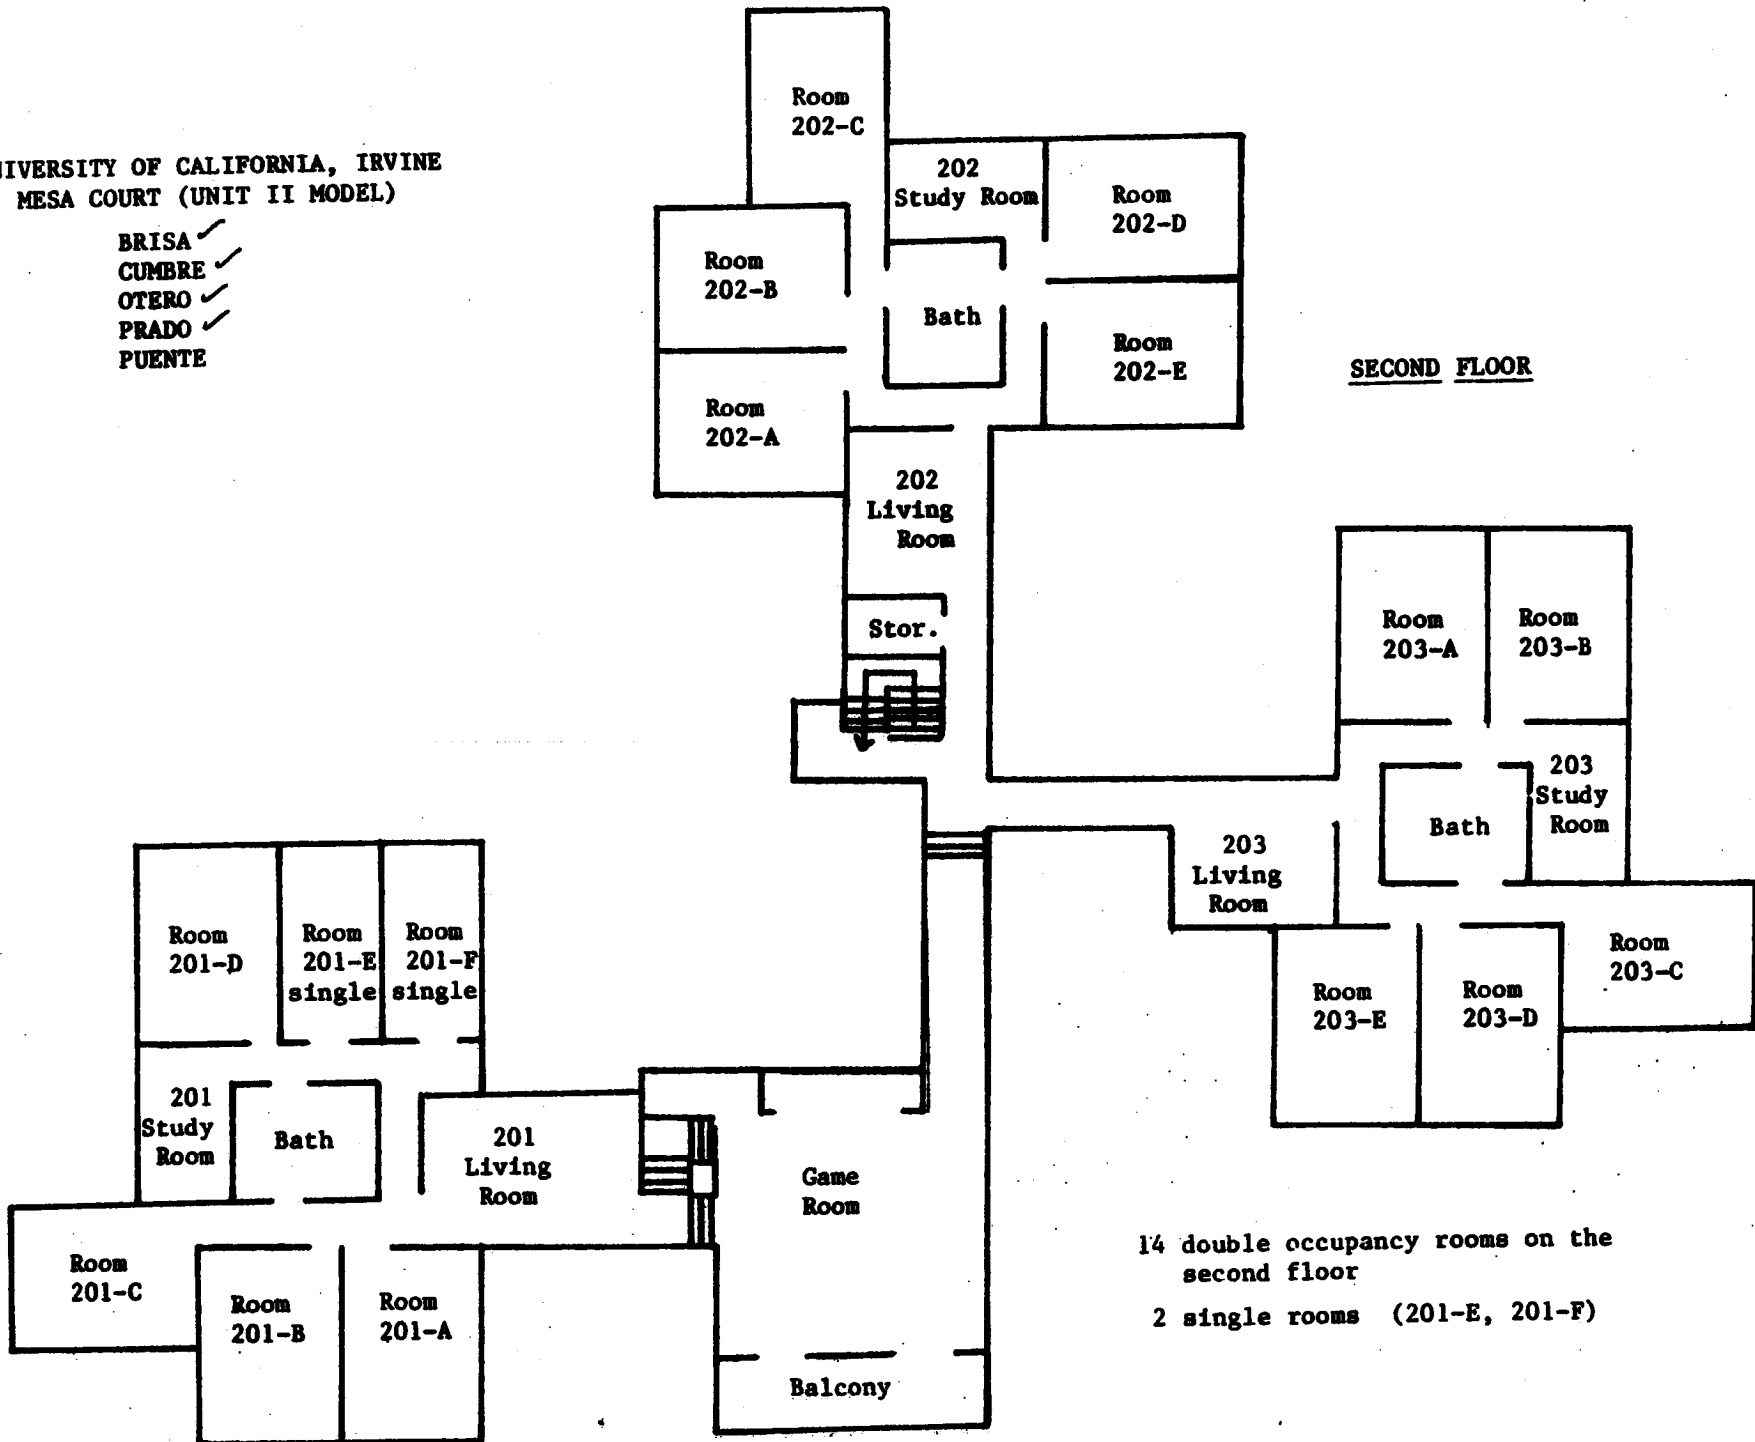 NIVERSITY OF CALIFORNIA, IRVINE
MESA COURT (UNIT II MODEL)
BRISA ✓
CUMBRE ✓
OTERO ✓
PRADO ✓
PUENTE
SECOND FLOOR
Room
202-C
202
Study Room
Room
202-D
Room
202-B
Bath
Room
202-E
Room
202-A
202
Living
Room
Stor.
Room
203-A
Room
203-B
203
Study
Room
Bath
203
Living
Room
Room
203-C
Room
203-E
Room
203-D
Room
201-D
Room
201-E
single
Room
201-F
single
201
Study
Room
Bath
201
Living
Room
Game
Room
Room
201-C
Room
201-B
Room
201-A
Balcony
14 double occupancy rooms on the
second floor
2 single rooms (201-E, 201-F)